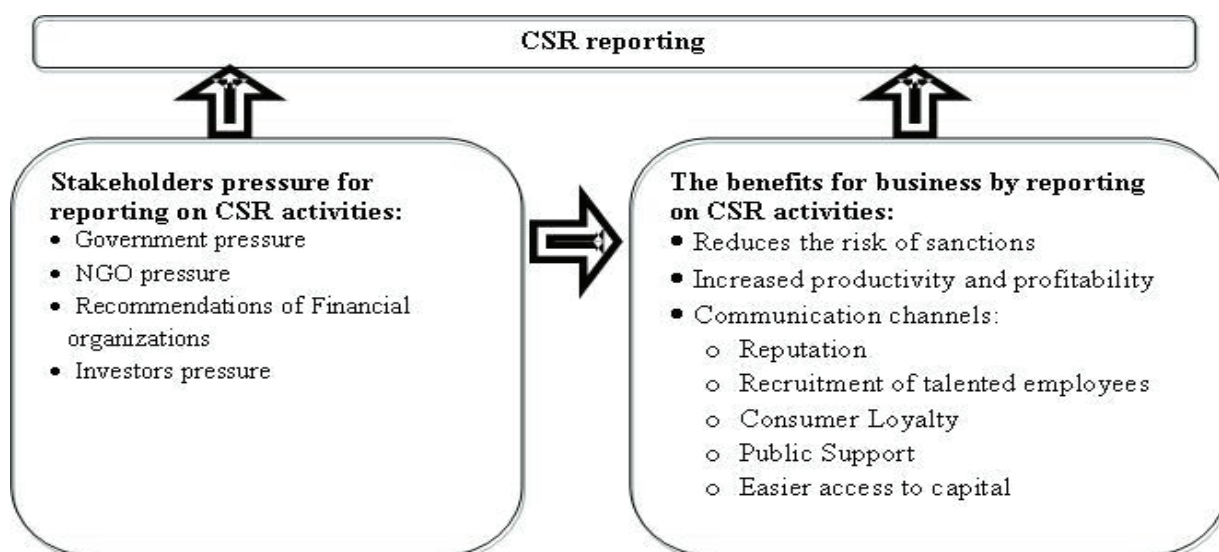 CSR reporting
Stakeholders pressure for
reporting on CSR activities:
• Government pressure
• NGO pressure
• Recommendations of Financial
organizations
• Investors pressure
The benefits for business by reporting
on CSR activities:
• Reduces the risk of sanctions
• Increased productivity and profitability
• Communication channels:
o Reputation
o Recruitment of talented employees
o Consumer Loyalty
o Public Support
o Easier access to capital